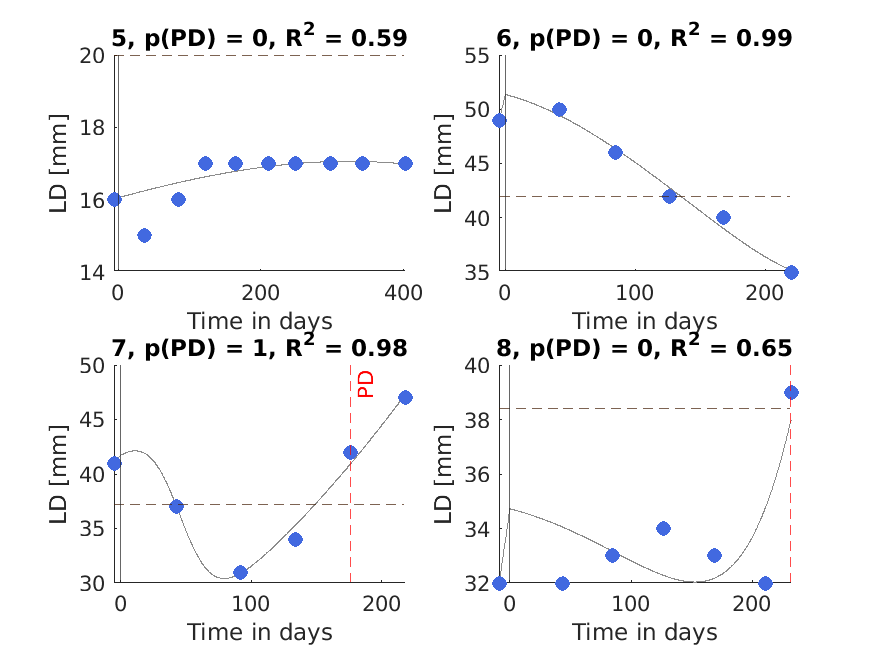 5, p(PD) = 0, R² = 0.59
LD [mm]
20
18
16
14
0
200
400
Time in days
6, p(PD) = 0, R² = 0.99
LD [mm]
55
50
45
40
35
0
100
200
Time in days
7, p(PD) = 1, R² = 0.98
LD [mm]
50
45
40
35
30
PD
0
100
200
Time in days
8, p(PD) = 0, R² = 0.65
LD [mm]
40
38
36
34
32
0
100
200
Time in days